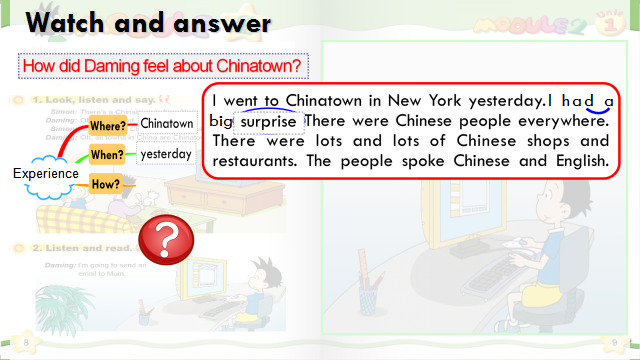 Watch and answer
MODULE 2
Unit 1
How did Daming feel about Chinatown?
1. Look, listen and say.
Where?
Chinatown
When?
yesterday
Experience
How?
?
I went to Chinatown in New York yesterday. I had a
big surprise There were Chinese people everywhere.
There were lots and lots of Chinese shops and
restaurants. The people spoke Chinese and English.
2. Listen and read.
Daming: I'm going to send an
email to Mum.
8
9